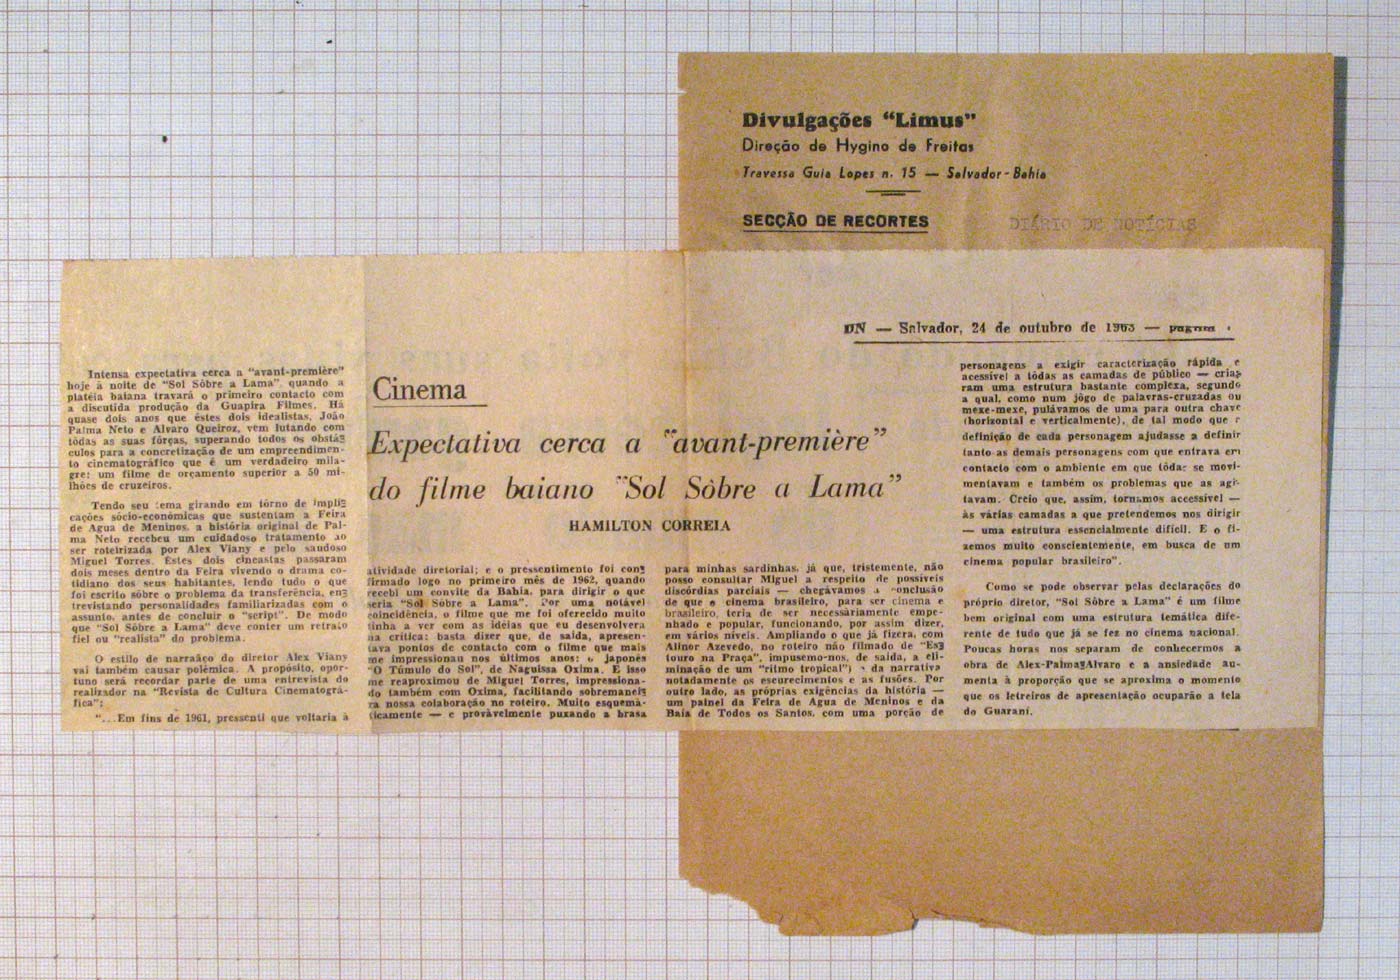 Divulgações "Limus"
Direção de Hygino de Freitas
Travessa Guia Lopes n. 15 — Salvador-Bahia
SECÇÃO DE RECORTES
DIÁRIO DE NOTÍCIAS
DN — Salvador, 24 de outubro de 1963 —
Cinema
Expectativa cerca a "avant-première"
do filme baiano "Sol Sôbre a Lama"
HAMILTON CORREIA
Intensa expectativa cerca a "avant-première"
hoje à noite de "Sol Sôbre a Lama" quando a
platéia baiana travará o primeiro contacto com
a discutida produção da Guapira Filmes. Há
quase dois anos que êstes dois idealistas, João
Palma Neto e Alvaro Queiroz, vem lutando com
tôdas as suas fôrças, superando todos os obstá
culos para a concretização de um empreendimen-
to cinematográfico que é um verdadeiro mila-
gre: um filme de orçamento superior a 50 mi-
lhões de cruzeiros.
Tendo seu tema girando em tôrno de impli
cações sócio-econômicas que sustentam a Feira
de Agua de Meninos, a história original de Pal-
ma Neto recebeu um cuidadoso tratamento ao
ser roteirizada por Alex Viany e pelo saudoso
Miguel Torres. Êstes dois cineastas passaram
dois meses dentro da Feira vivendo o drama co-
tidiano dos seus habitantes, lendo tudo o que
foi escrito sôbre o problema da transferência, en
trevistando personalidades familiarizadas com o
assunto, antes de concluir o "script". De modo
que "Sol Sôbre a Lama" deve conter um retrato
fiel ou "realista" do problema.
O estilo de narração do diretor Alex Viany
vai também causar polêmica. A propósito, opor-
tuno será recordar parte de uma entrevista do
realizador na "Revista de Cultura Cinematográ-
fica":
"...Em fins de 1961, pressenti que voltaria à
atividade diretorial; e o pressentimento foi con
firmado logo no primeiro mês de 1962, quando
recebi um convite da Bahia, para dirigir o que
seria "Sol Sôbre a Lama". Por uma notável
coincidência, o filme que me foi oferecido muito
tinha a ver com as idéias que eu desenvolvera
na crítica: basta dizer que, de saída, apresen-
tava pontos de contacto com o filme que mais
me impressionau nos últimos anos: o japonês
"O Túmulo do Sol", de Naguissa Oxima. E isso
me reaproximou de Miguel Torres, impressiona-
do também com Oxima, facilitando sobremanei
ra nossa colaboração no roteiro. Muito esquemà-
ticamente — e provàvelmente puxando a brasa
para minhas sardinhas, já que, tristemente, não
posso consultar Miguel a respeito de possíveis
discórdias parciais — chegávamos a conclusão
de que o cinema brasileiro, para ser cinema e
brasileiro, teria de ser necessàriamente empe-
nhado e popular, funcionando, por assim dizer,
em vários níveis. Ampliando o que já fizera, com
Alinor Azevedo, no roteiro não filmado de "Es
touro na Praça", impusemo-nos, de saída, a eli-
minação de um "ritmo tropical") da narrativa
notadamente os escurecimentos e as fusões. Por
outro lado, as próprias exigências da história —
um painel da Feira de Agua de Meninos e da
Baía de Todos os Santos, com uma porção de
personagens a exigir caracterização rápida e
acessível a tôdas as camadas de público — cria
ram uma estrutura bastante complexa, segundo
a qual, como num jôgo de palavras-cruzadas ou
mexe-mexe, pulávamos de uma para outra chave
(horizontal e verticalmente), de tal modo que
definição de cada personagem ajudasse a definir
tanto as demais personagens com que entrava em
contacto com o ambiente em que tôdas se movi-
mentavam e também os problemas que as agi-
tavam. Creio que, assim, tornamos accessível —
às várias camadas a que pretendemos nos dirigir
— uma estrutura essencialmente difícil. E o fi-
zemos muito conscientemente, em busca de um
cinema popular brasileiro".
Como se pode observar pelas declarações do
próprio diretor, "Sol Sôbre a Lama" é um filme
bem original com uma estrutura temática dife-
rente de tudo que já se fez no cinema nacional.
Poucas horas nos separam de conhecermos a
obra de Alex-Palma Alvaro e a ansiedade au-
menta à proporção que se aproxima o momento
que os letreiros de apresentação ocuparão a tela
do Guarani.